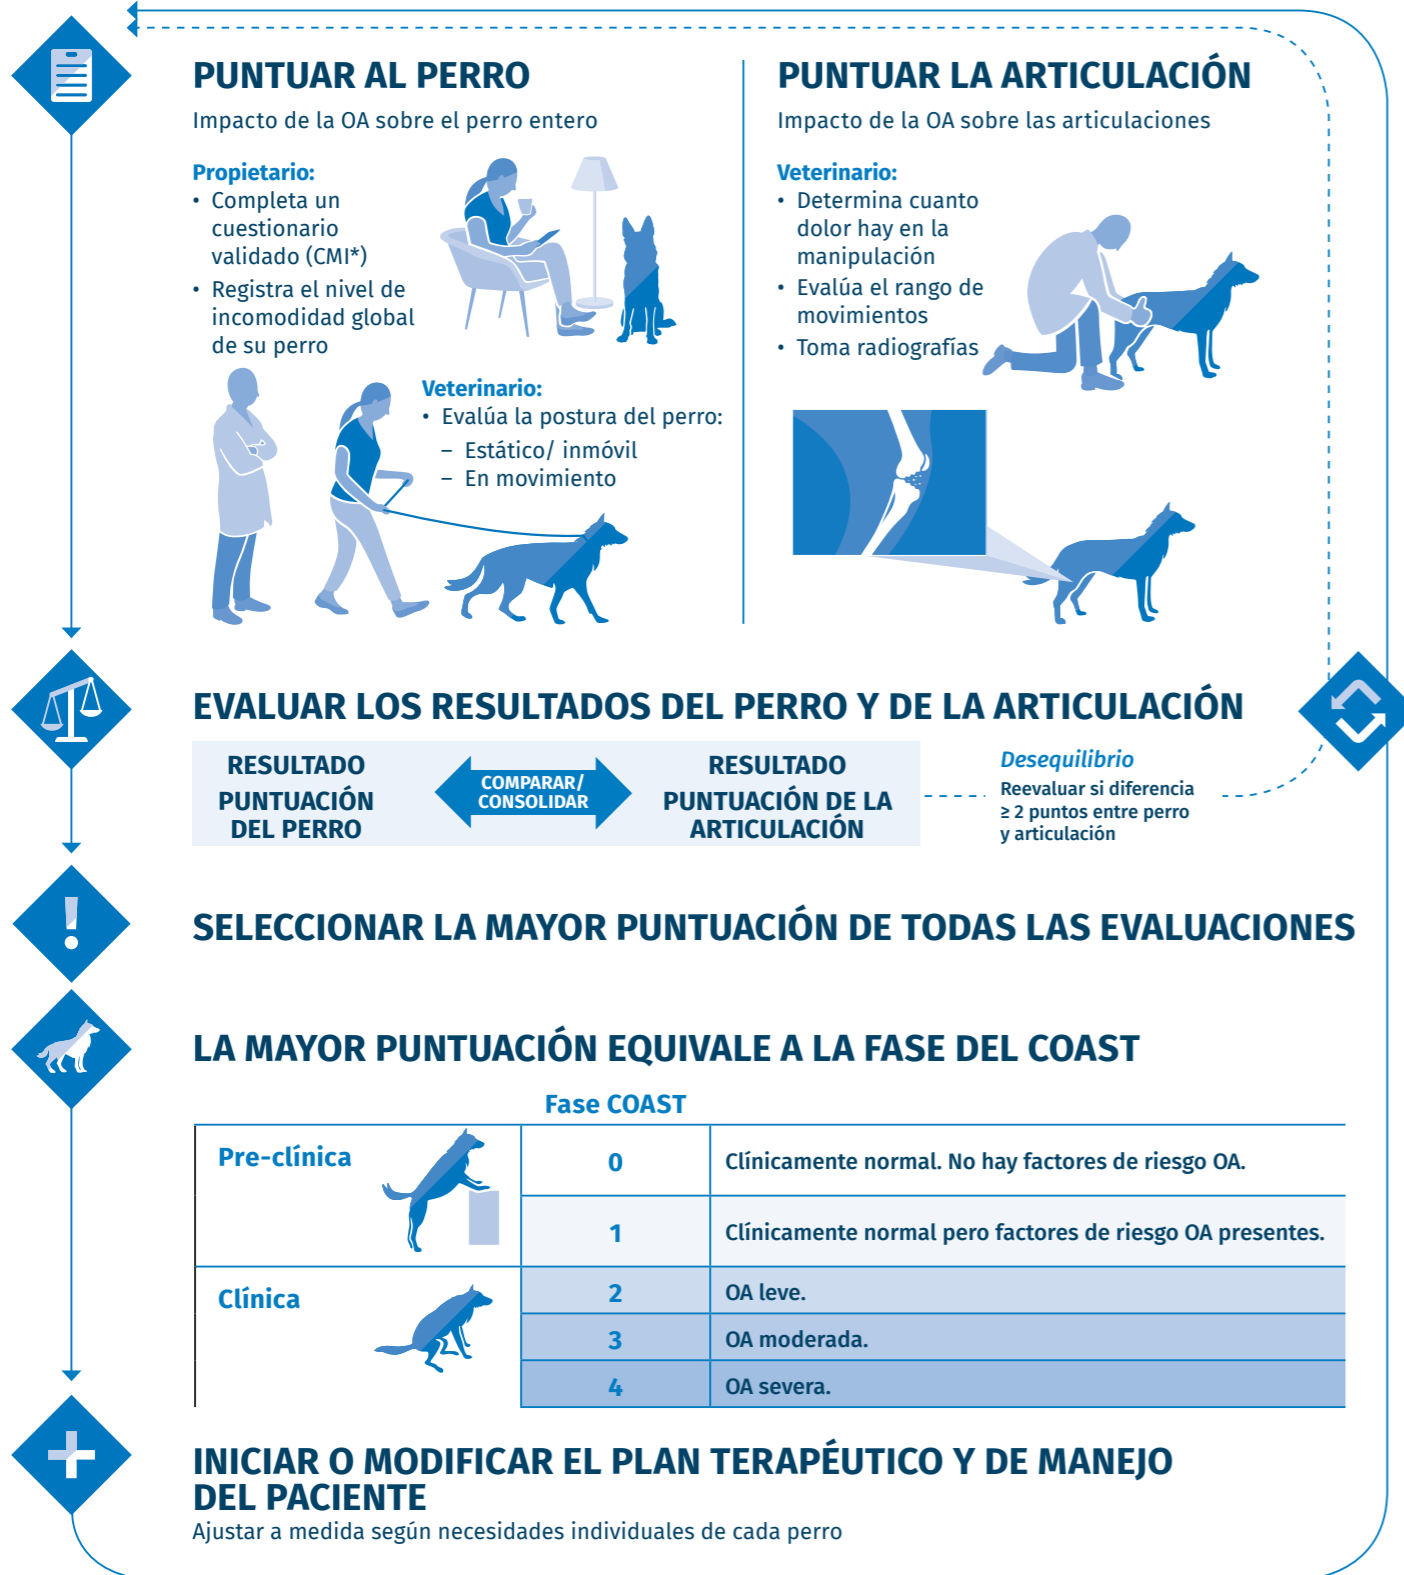 PUNTUAR AL PERRO
Impacto de la OA sobre el perro entero
Propietario:
• Completa un
cuestionario
validado (CMI*)
• Registra el nivel de
incomodidad global
de su perro
Veterinario:
• Evalúa la postura del perro:
– Estático/ inmóvil
– En movimiento
PUNTUAR LA ARTICULACIÓN
Impacto de la OA sobre las articulaciones
Veterinario:
• Determina cuanto
dolor hay en la
manipulación
• Evalúa el rango de
movimientos
• Toma radiografías
EVALUAR LOS RESULTADOS DEL PERRO Y DE LA ARTICULACIÓN
RESULTADO
PUNTUACIÓN
DEL PERRO
COMPARAR/
CONSOLIDAR
RESULTADO
PUNTUACIÓN DE LA
ARTICULACIÓN
Desequilibrio
Reevaluar si diferencia
≥ 2 puntos entre perro
y articulación
SELECCIONAR LA MAYOR PUNTUACIÓN DE TODAS LAS EVALUACIONES
LA MAYOR PUNTUACIÓN EQUIVALE A LA FASE DEL COAST
Fase COAST
Pre-clínica
0
Clínicamente normal. No hay factores de riesgo OA.
1
Clínicamente normal pero factores de riesgo OA presentes.
Clínica
2
OA leve.
3
OA moderada.
4
OA severa.
INICIAR O MODIFICAR EL PLAN TERAPÉUTICO Y DE MANEJO
DEL PACIENTE
Ajustar a medida según necesidades individuales de cada perro